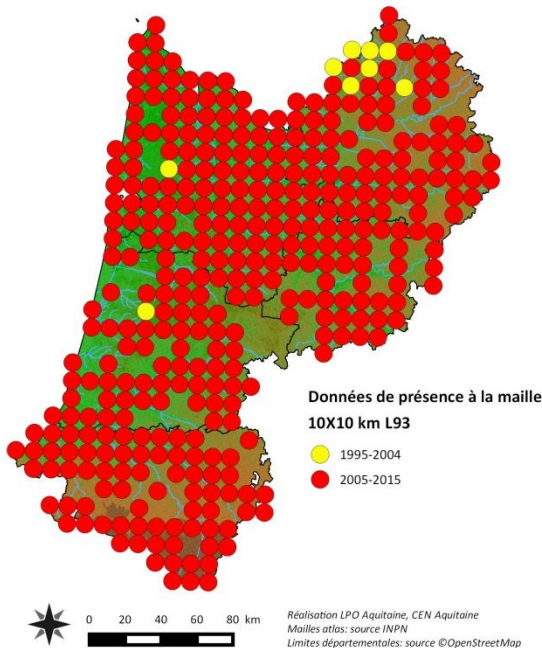 Données de présence à la maille
10X10 km L93
1995-2004
2005-2015
0 20 40 60 80 km
Réalisation LPO Aquitaine, CEN Aquitaine
Mailles atlas: source INPN
Limites départementales: source ©OpenStreetMap